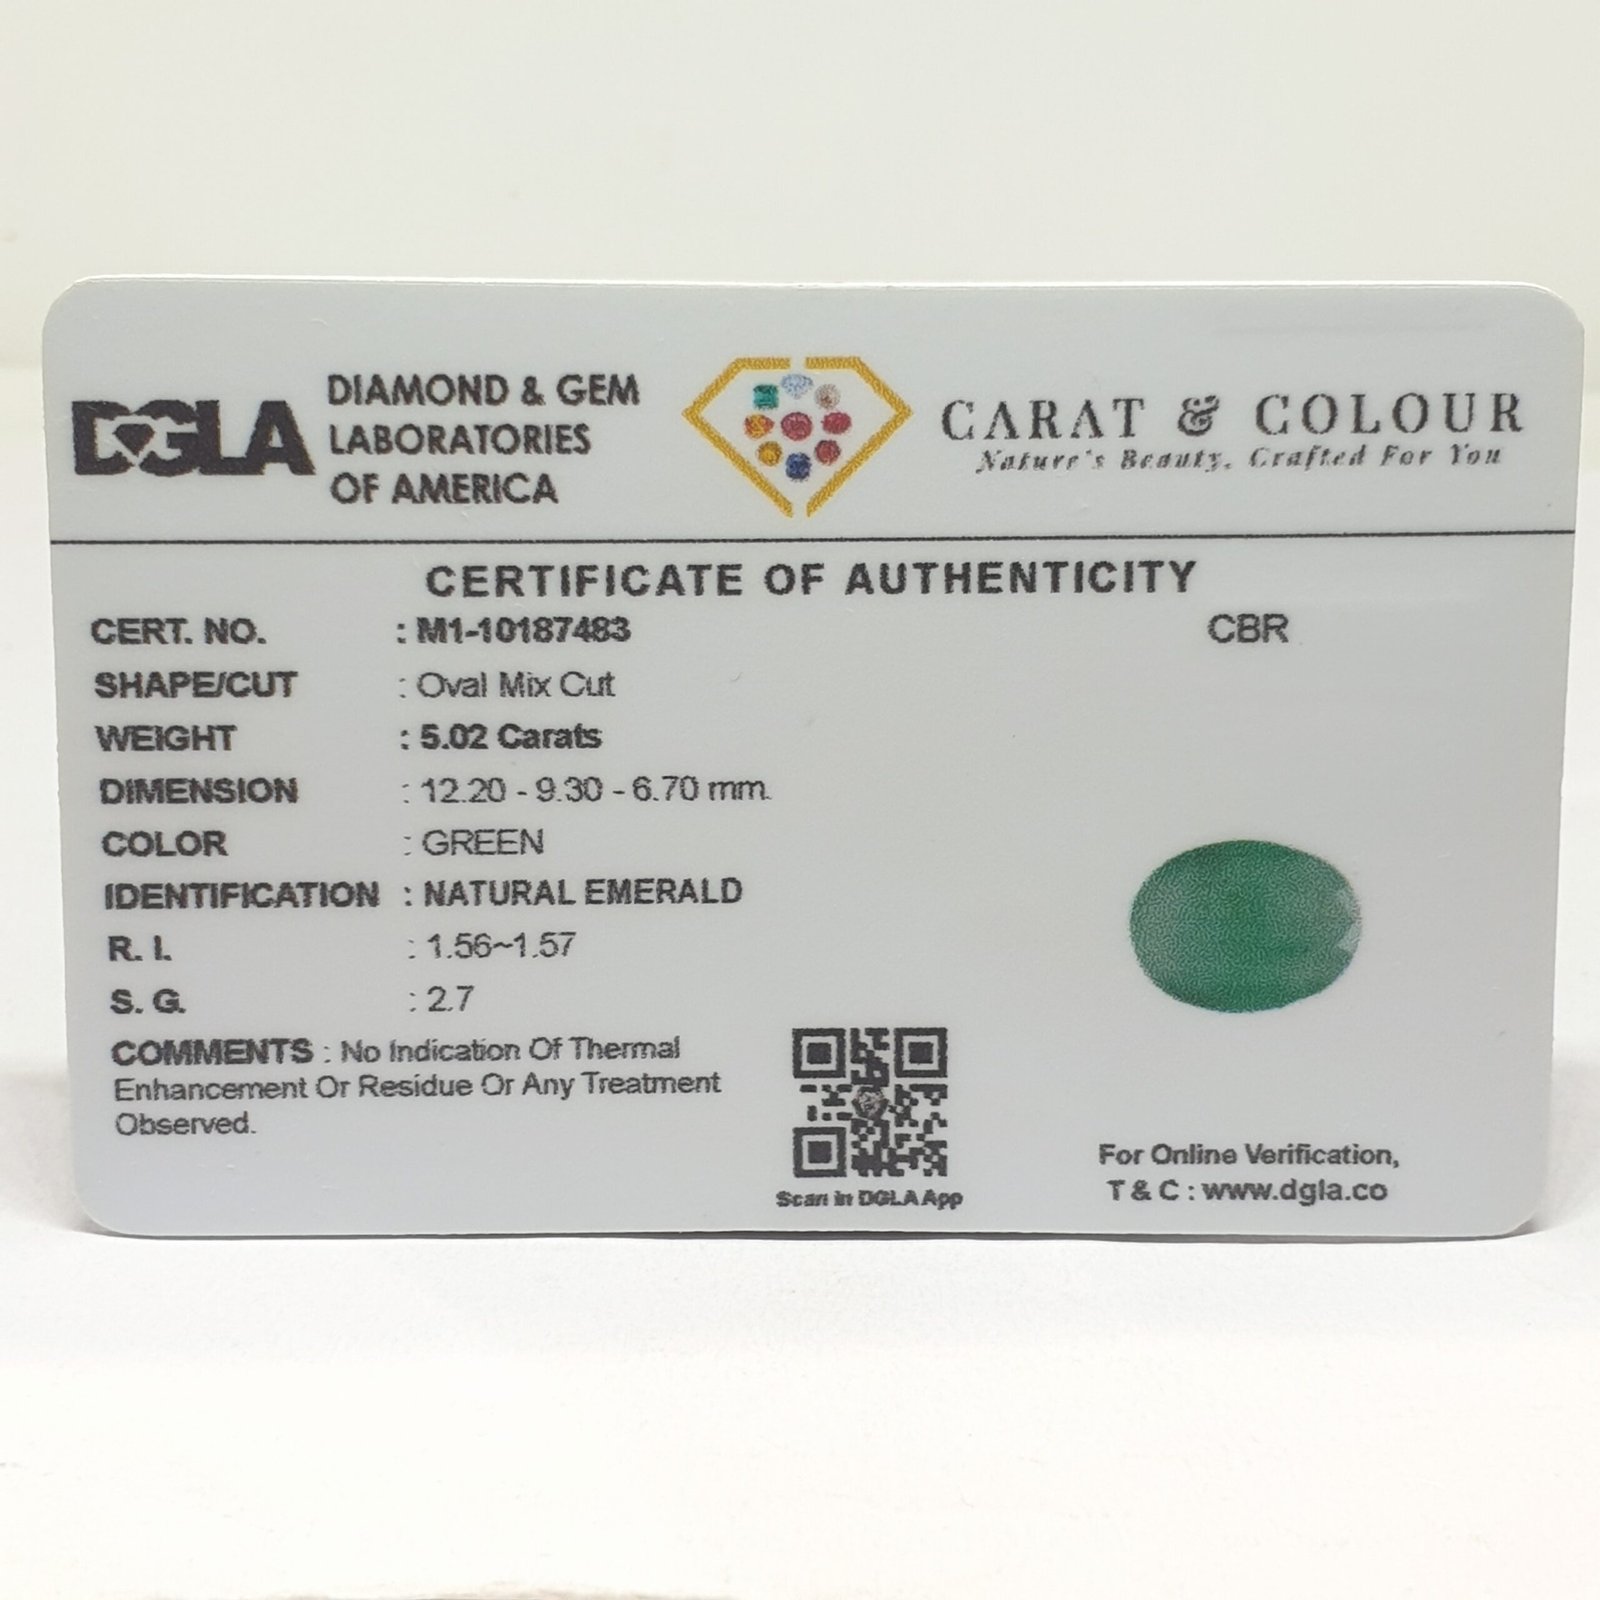 DGLA
DIAMOND & GEM
LABORATORIES
OF AMERICA
CARAT & COLOUR
Nature's Beauty, Crafted For You
CERTIFICATE OF AUTHENTICITY
CERT. NO. : M1-10187483
CBR
SHAPE/CUT : Oval Mix Cut
WEIGHT : 5.02 Carats
DIMENSION : 12.20 - 9.30 - 6.70 mm.
COLOR : GREEN
IDENTIFICATION : NATURAL EMERALD
R. I. : 1.56~1.57
S. G. : 2.7
COMMENTS : No Indication Of Thermal
Enhancement Or Residue Or Any Treatment
Observed.
Scan in DGLA App
For Online Verification,
T & C : www.dgla.co